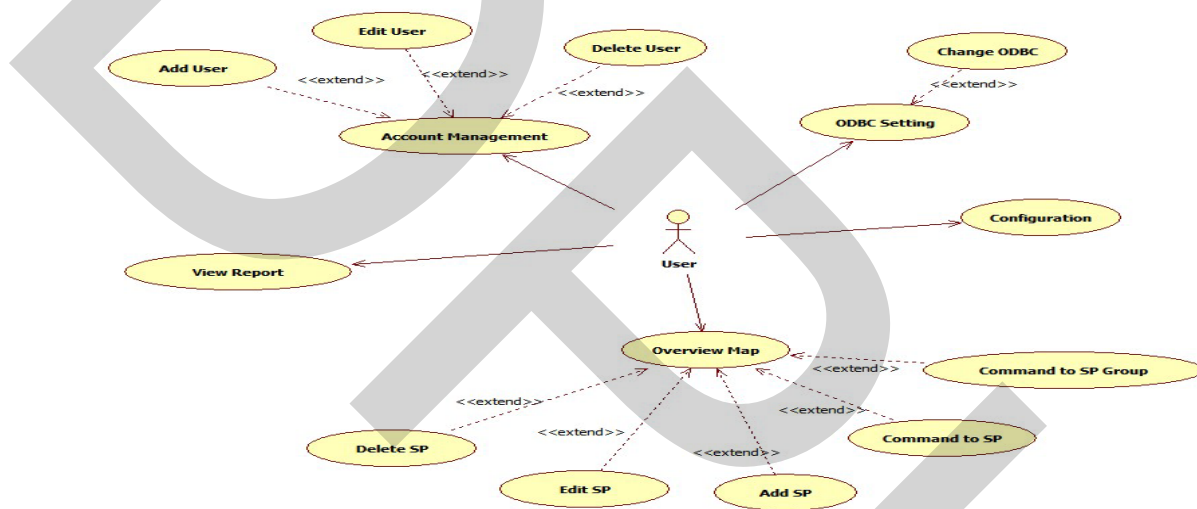 Edit User
Delete User
Change ODBC
Add User
<<extend>>
<<extend>>
<<extend>>
<<extend>>
Account Management
ODBC Setting
Configuration
User
View Report
Overview Map
<<extend>>
Command to SP Group
<<extend>>
<<extend>>
<<extend>>
<<extend>>
Command to SP
Delete SP
Edit SP
Add SP